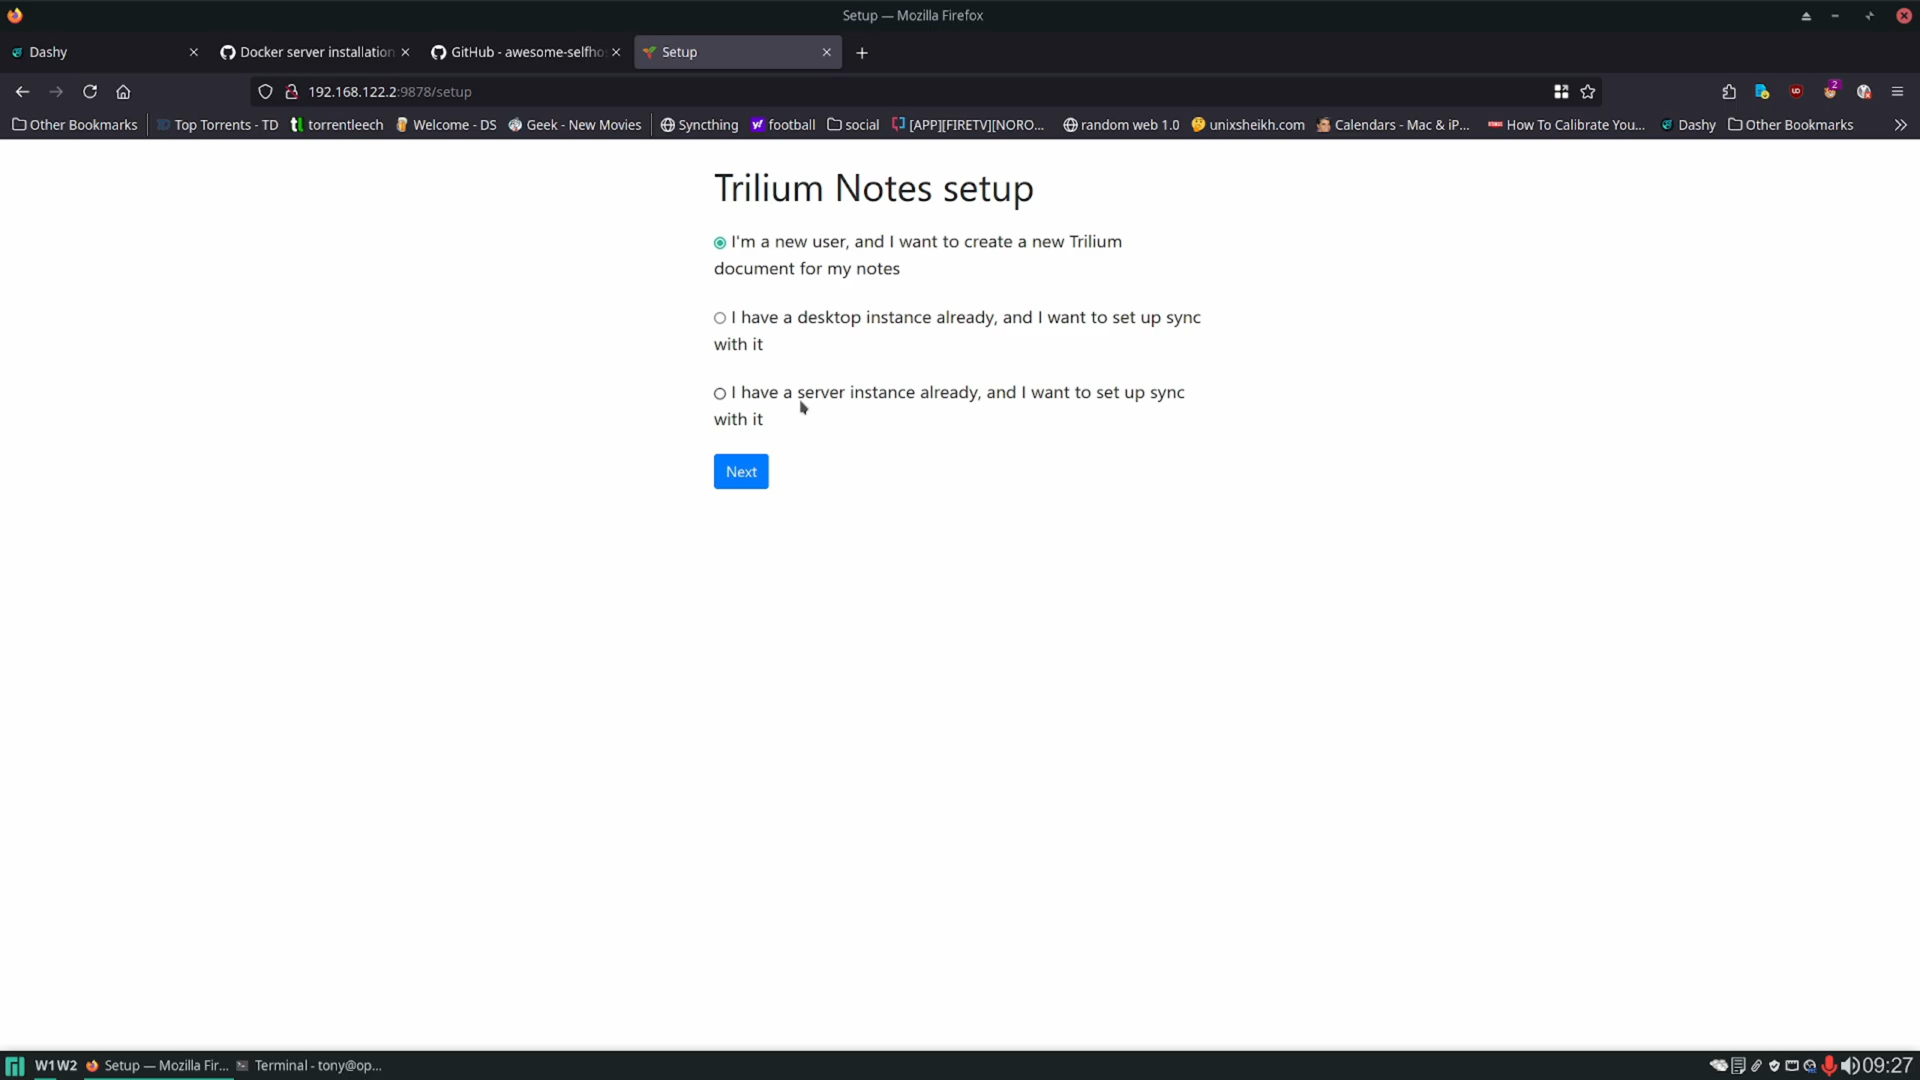 Setup — Mozilla Firefox
Dashy
Docker server installation
GitHub - awesome-selfho
Setup
192.168.122.2:9878/setup
2
Other Bookmarks
Top Torrents - TD
torrentleech
Welcome - DS
Geek - New Movies
Syncthing
football
social
[APP][FIRETV][NORO...
random web 1.0
unixsheikh.com
Calendars - Mac & iP...
How To Calibrate You...
Dashy
Other Bookmarks
Trilium Notes setup
I'm a new user, and I want to create a new Trilium
document for my notes
I have a desktop instance already, and I want to set up sync
with it
I have a server instance already, and I want to set up sync
with it
Next
W1W2
Setup — Mozilla Fir...
Terminal - tony@op...
09:27